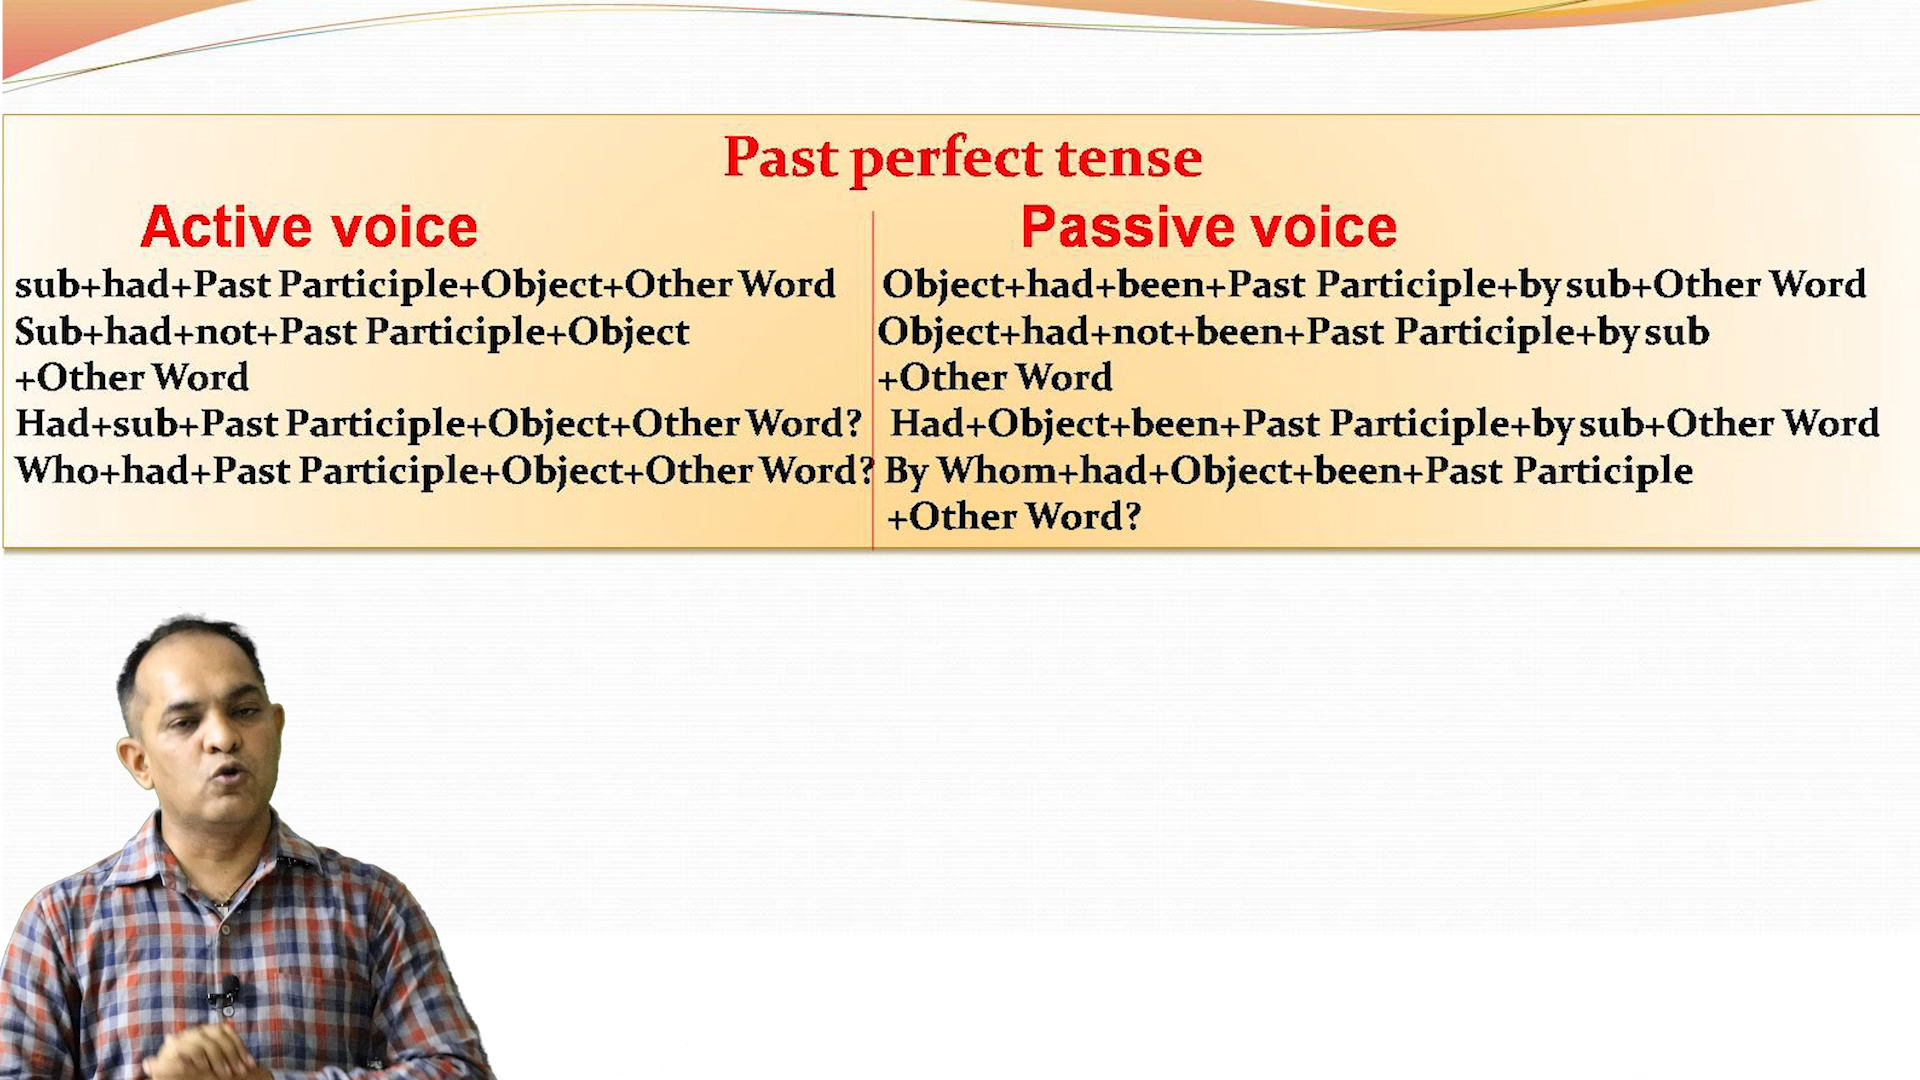 Past perfect tense
Active voice
sub+had+Past Participle+Object+Other Word
Sub+had+not+Past Participle+Object
+Other Word
Had+sub+Past Participle+Object+Other Word?
Who+had+Past Participle+Object+Other Word?
Passive voice
Object+had+been+Past Participle+by sub+Other Word
Object+had+not+been+Past Participle+by sub
+Other Word
Had+Object+been+Past Participle+by sub+Other Word
By Whom+had+Object+been+Past Participle
+Other Word?